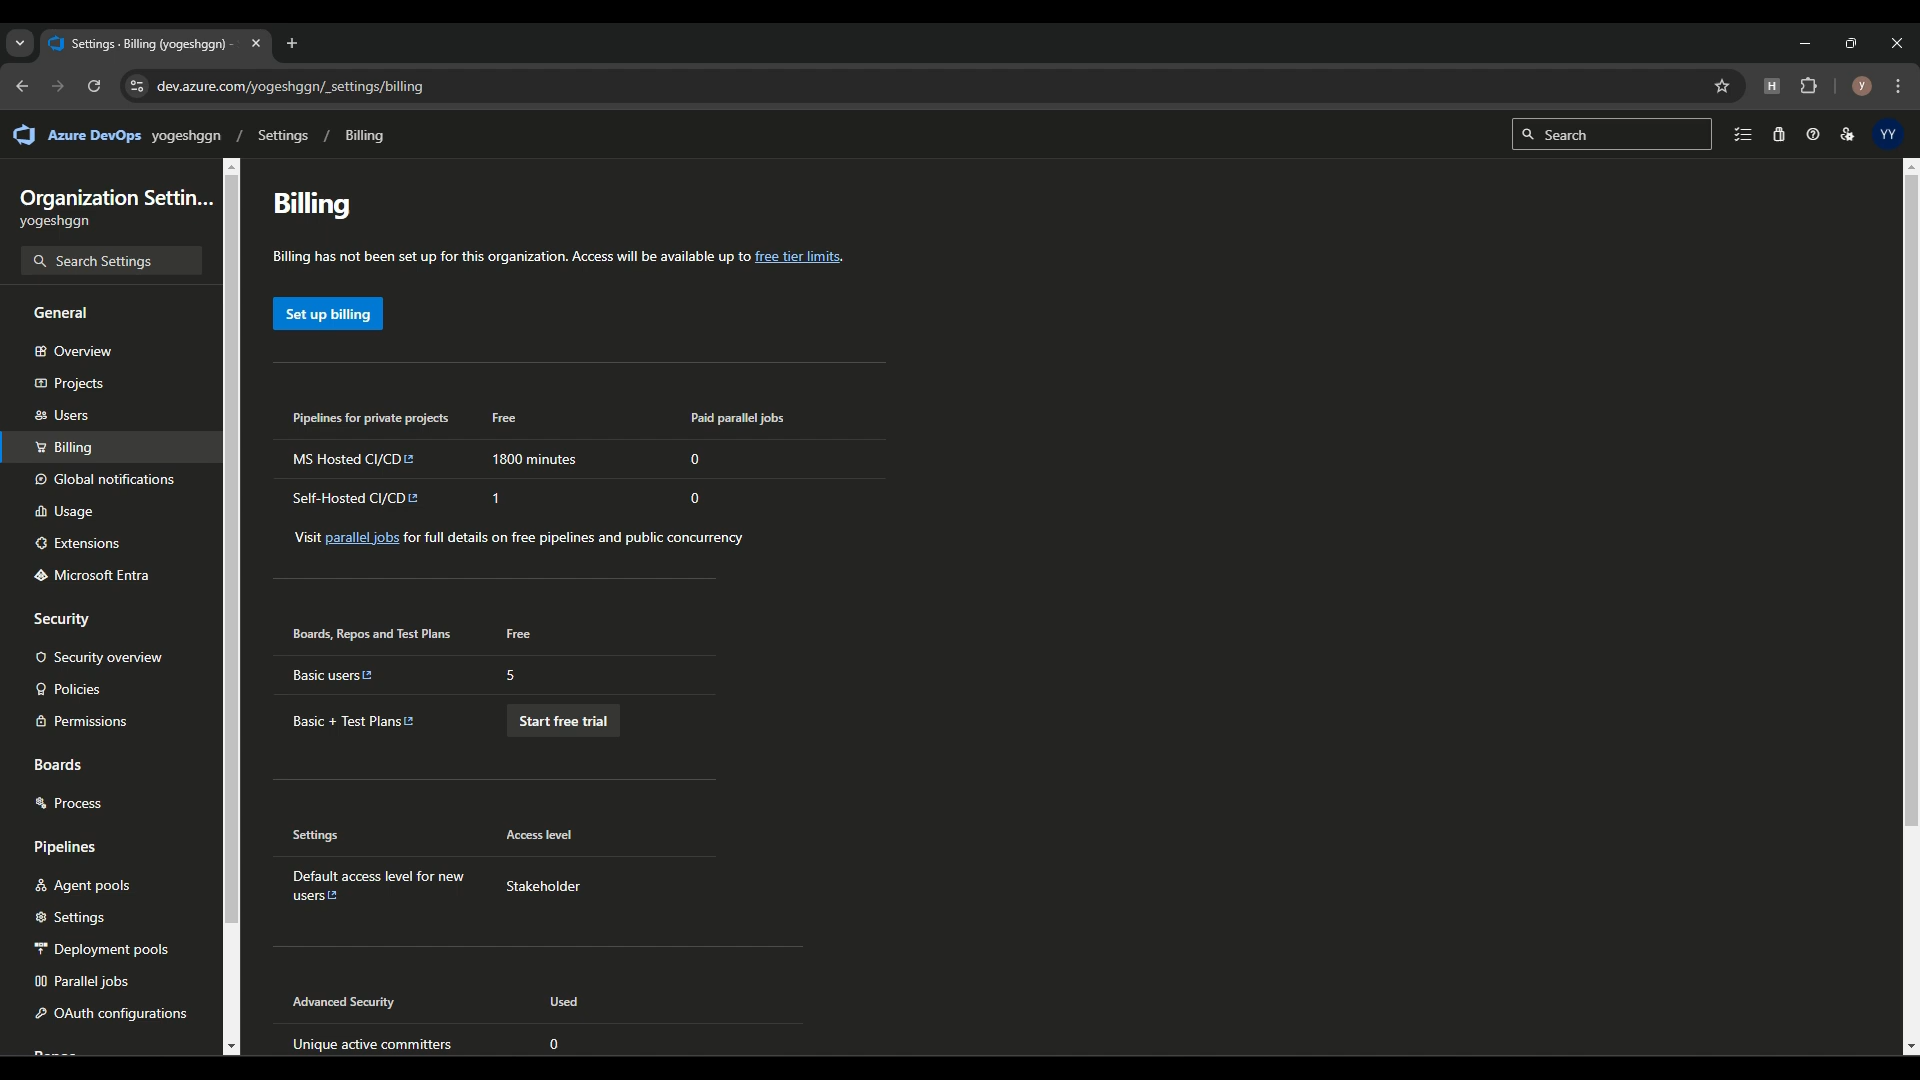 Settings · Billing (yogeshggn) -
dev.azure.com/yogeshggn/_settings/billing
H
y
Azure DevOps yogeshggn / Settings / Billing
Search
YY
Organization Settin...
yogeshggn
Search Settings
General
Overview
Projects
Users
Billing
Global notifications
Usage
Extensions
Microsoft Entra
Security
Security overview
Policies
Permissions
Boards
Process
Pipelines
Agent pools
Settings
Deployment pools
Parallel jobs
OAuth configurations
Billing
Billing has not been set up for this organization. Access will be available up to free tier limits.
Set up billing
Pipelines for private projects Free Paid parallel jobs
MS Hosted CI/CD 1800 minutes 0
Self-Hosted CI/CD 1 0
Visit parallel jobs for full details on free pipelines and public concurrency
Boards, Repos and Test Plans Free
Basic users 5
Basic + Test Plans Start free trial
Settings Access level
Default access level for new
users
Stakeholder
Advanced Security Used
Unique active committers 0